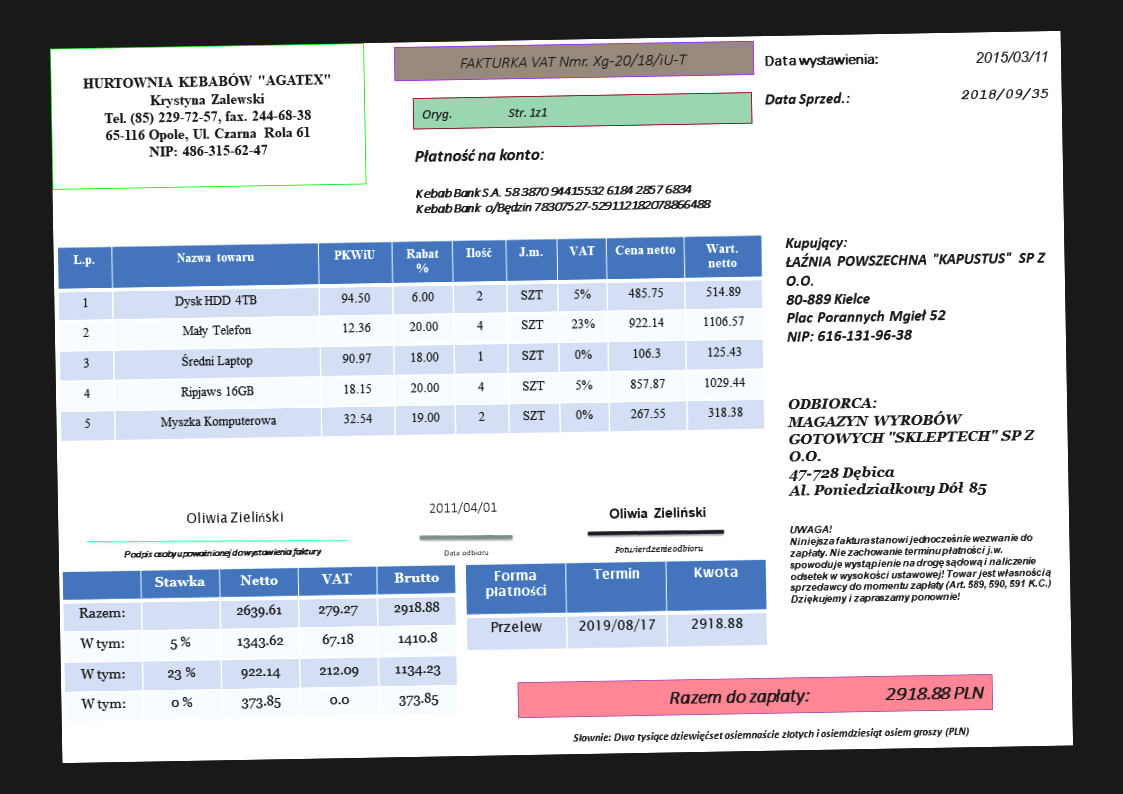 HURTOWNIA KEBABÓW "AGATEX"
Krystyna Zalewski
Tel. (85) 229-72-57, fax. 244-68-38
65-116 Opole, Ul. Czarna Rola 61
NIP: 486-315-62-47
FAKTURKA VAT Nmr. Xg-20/18/iU-T
Oryg. Str. 1z1
Data wystawienia: 2015/03/11
Data Sprzed.: 2018/09/35
Płatność na konto:
Kebab Bank S.A. 58 3870 94415532 6184 2857 6834
Kebab Bank o/Będzin 78307527-529112182078866488
L.p. Nazwa towaru PKWiU Rabat % Ilość J.m. VAT Cena netto Wart. netto
1 Dysk HDD 4TB 94.50 6.00 2 SZT 5% 485.75 514.89
2 Mały Telefon 12.36 20.00 4 SZT 23% 922.14 1106.57
3 Średni Laptop 90.97 18.00 1 SZT 0% 106.3 125.43
4 Ripjaws 16GB 18.15 20.00 4 SZT 5% 857.87 1029.44
5 Myszka Komputerowa 32.54 19.00 2 SZT 0% 267.55 318.38
Kupujący:
ŁAŹNIA POWSZECHNA "KAPUSTUS" SP Z
O.O.
80-889 Kielce
Plac Porannych Mgieł 52
NIP: 616-131-96-38
ODBIORCA:
MAGAZYN WYROBÓW
GOTOWYCH "SKLEPTECH" SP Z
O.O.
47-728 Dębica
Al. Poniedziałkowy Dół 85
Oliwia Zieliński
Podpis osoby upoważnionej do wystawienia faktury
2011/04/01
Data odbioru
Oliwia Zieliński
Potwierdzenie odbioru
UWAGA!
Niniejsza faktura stanowi jednocześnie wezwanie do
zapłaty. Nie zachowanie terminu płatności j.w.
spowoduje wystąpienie na drogę sądową i naliczenie
odsetek w wysokości ustawowej! Towar jest własnością
sprzedawcy do momentu zapłaty (Art. 589, 590, 591 K.C.)
Dziękujemy i zapraszamy ponownie!
Stawka Netto VAT Brutto
Razem: 2639.61 279.27 2918.88
W tym: 5 % 1343.62 67.18 1410.8
W tym: 23 % 922.14 212.09 1134.23
W tym: 0 % 373.85 0.0 373.85
Forma płatności Termin Kwota
Przelew 2019/08/17 2918.88
Razem do zapłaty: 2918.88 PLN
Słownie: Dwa tysiące dziewięćset osiemnaście złotych i osiemdziesiąt osiem groszy (PLN)